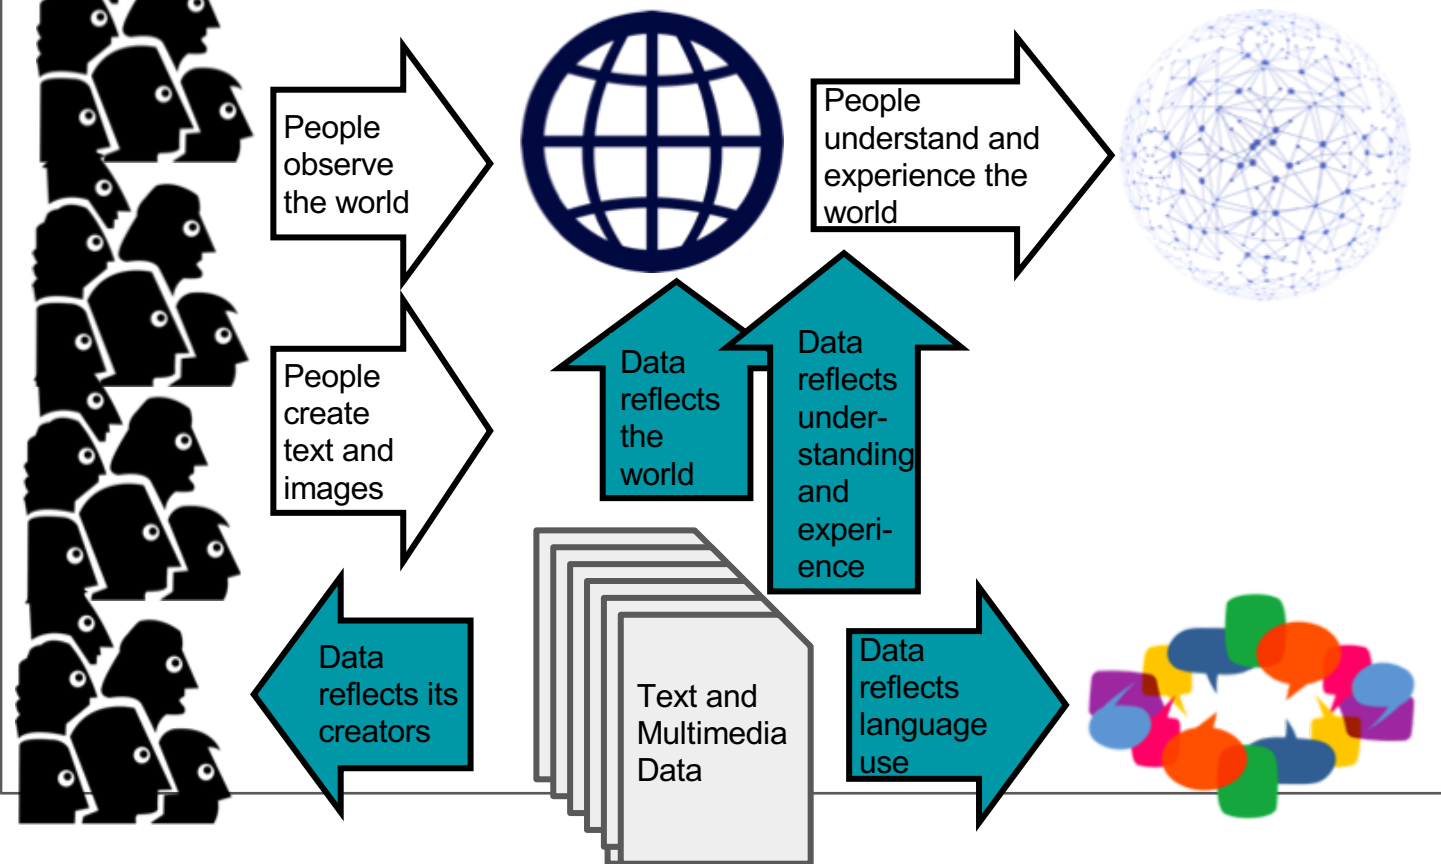 People
observe
the world
People
understand and
experience the
world
People
create
text and
images
Data
reflects
the
world
Data
reflects
under-
standing
and
experi-
ence
Data
reflects its
creators
Text and
Multimedia
Data
Data
reflects
language
use